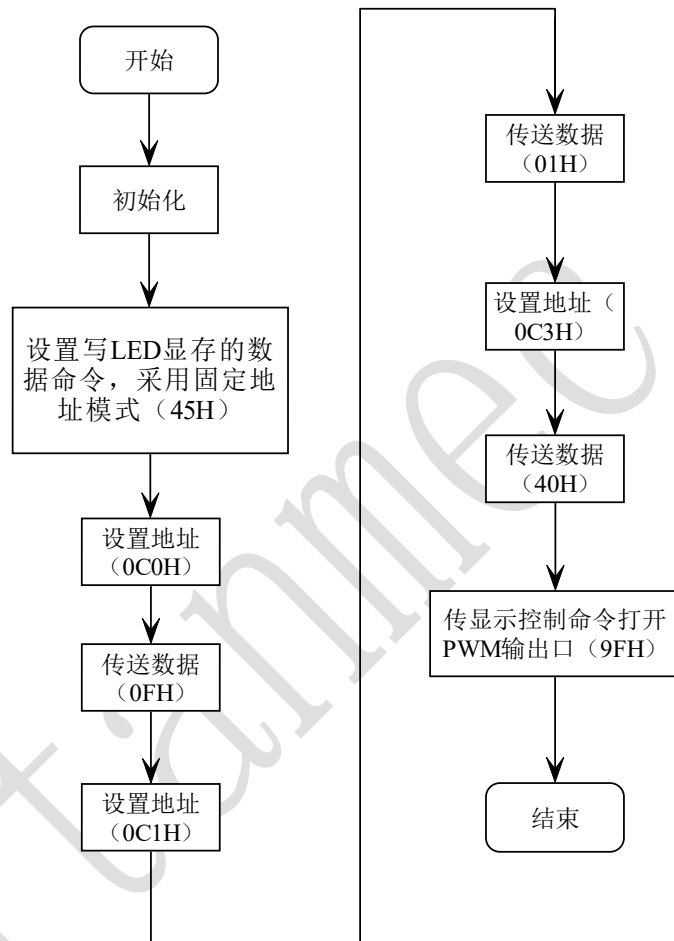 开始
初始化
设置写LED显存的数
据命令，采用固定地
址模式（45H）
设置地址
（0C0H）
传送数据
（0FH）
设置地址
（0C1H）
传送数据
（01H）
设置地址（
0C3H）
传送数据
（40H）
传显示控制命令打开
PWM输出口（9FH）
结束